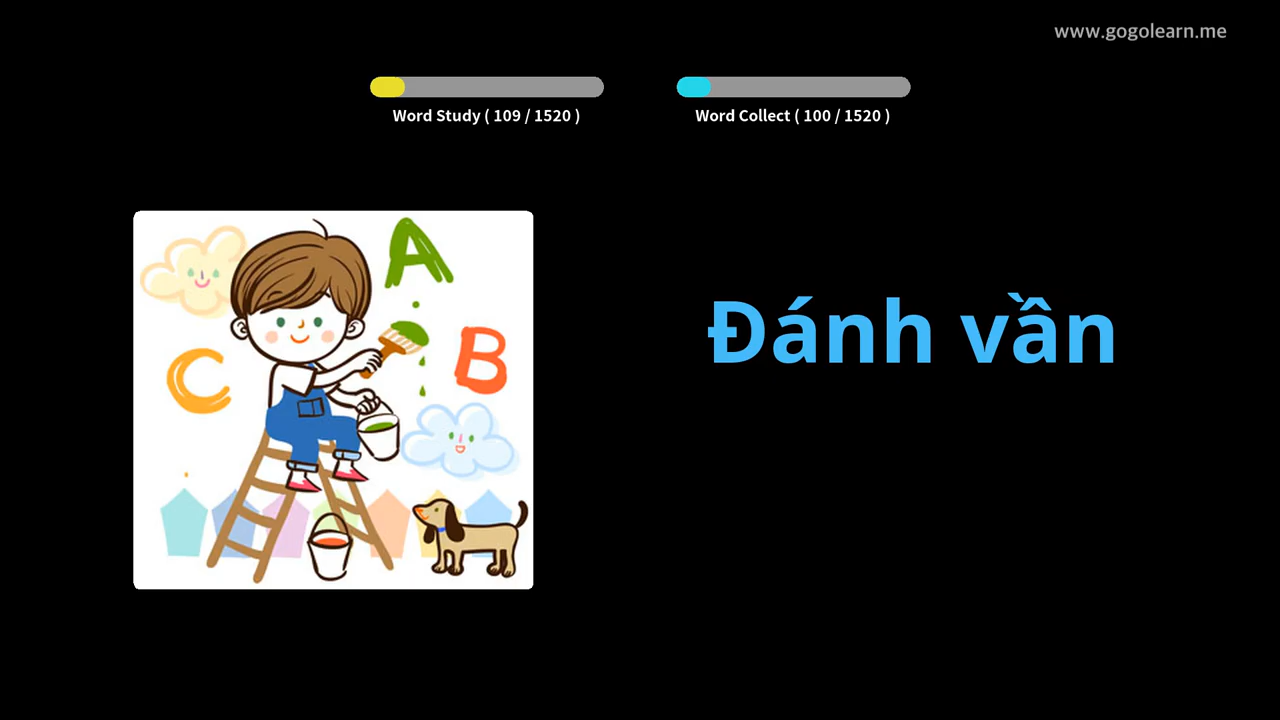 www.gogolearn.me
Word Study ( 109 / 1520 )
Word Collect ( 100 / 1520 )
A
B
C
Đánh vần